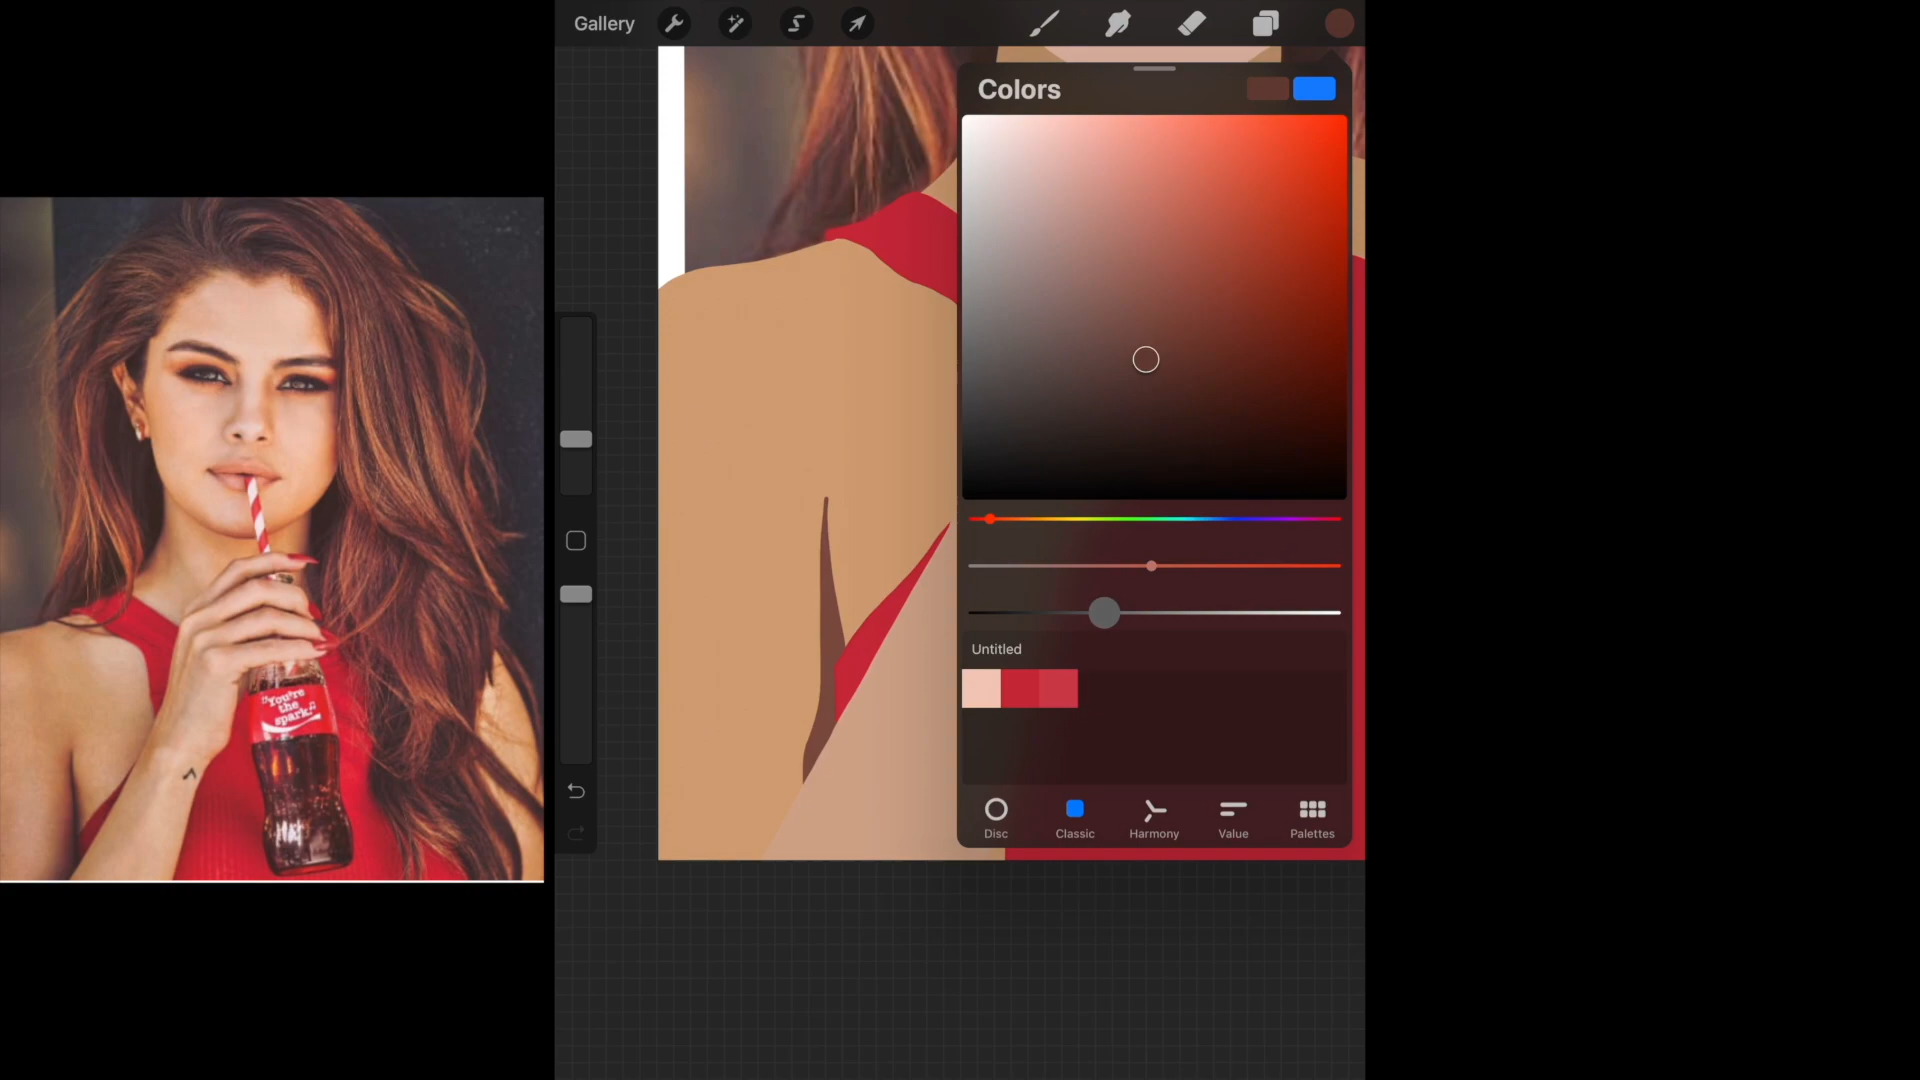 Gallery
Colors
Untitled
Disc
Classic
Harmony
Value
Palettes
"You're
the
spark."